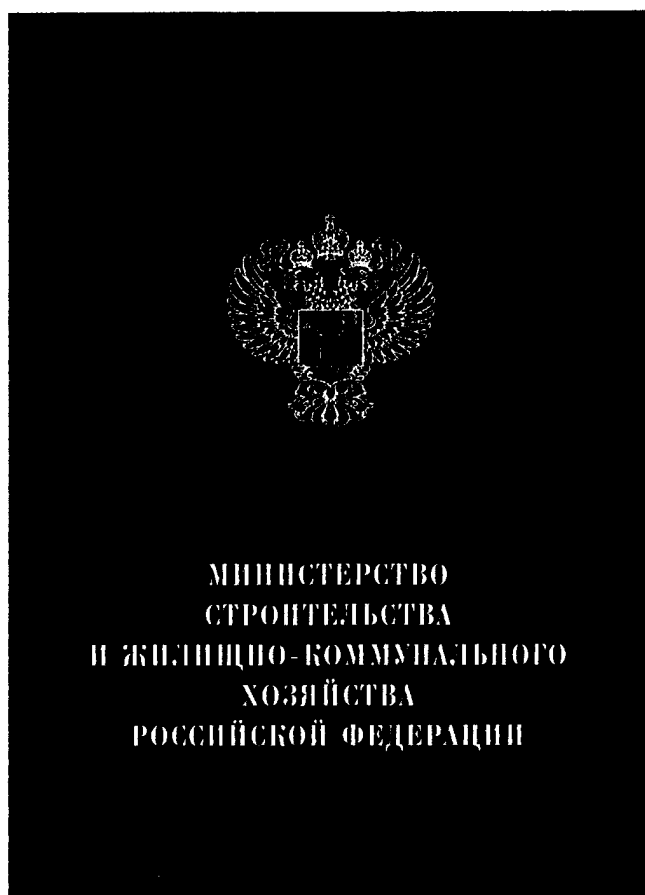 МИНИСТЕРСТВО
СТРОИТЕЛЬСТВА
И ЖИЛИЩНО-КОММУНАЛЬНОГО
ХОЗЯЙСТВА
РОССИЙСКОЙ ФЕДЕРАЦИИ